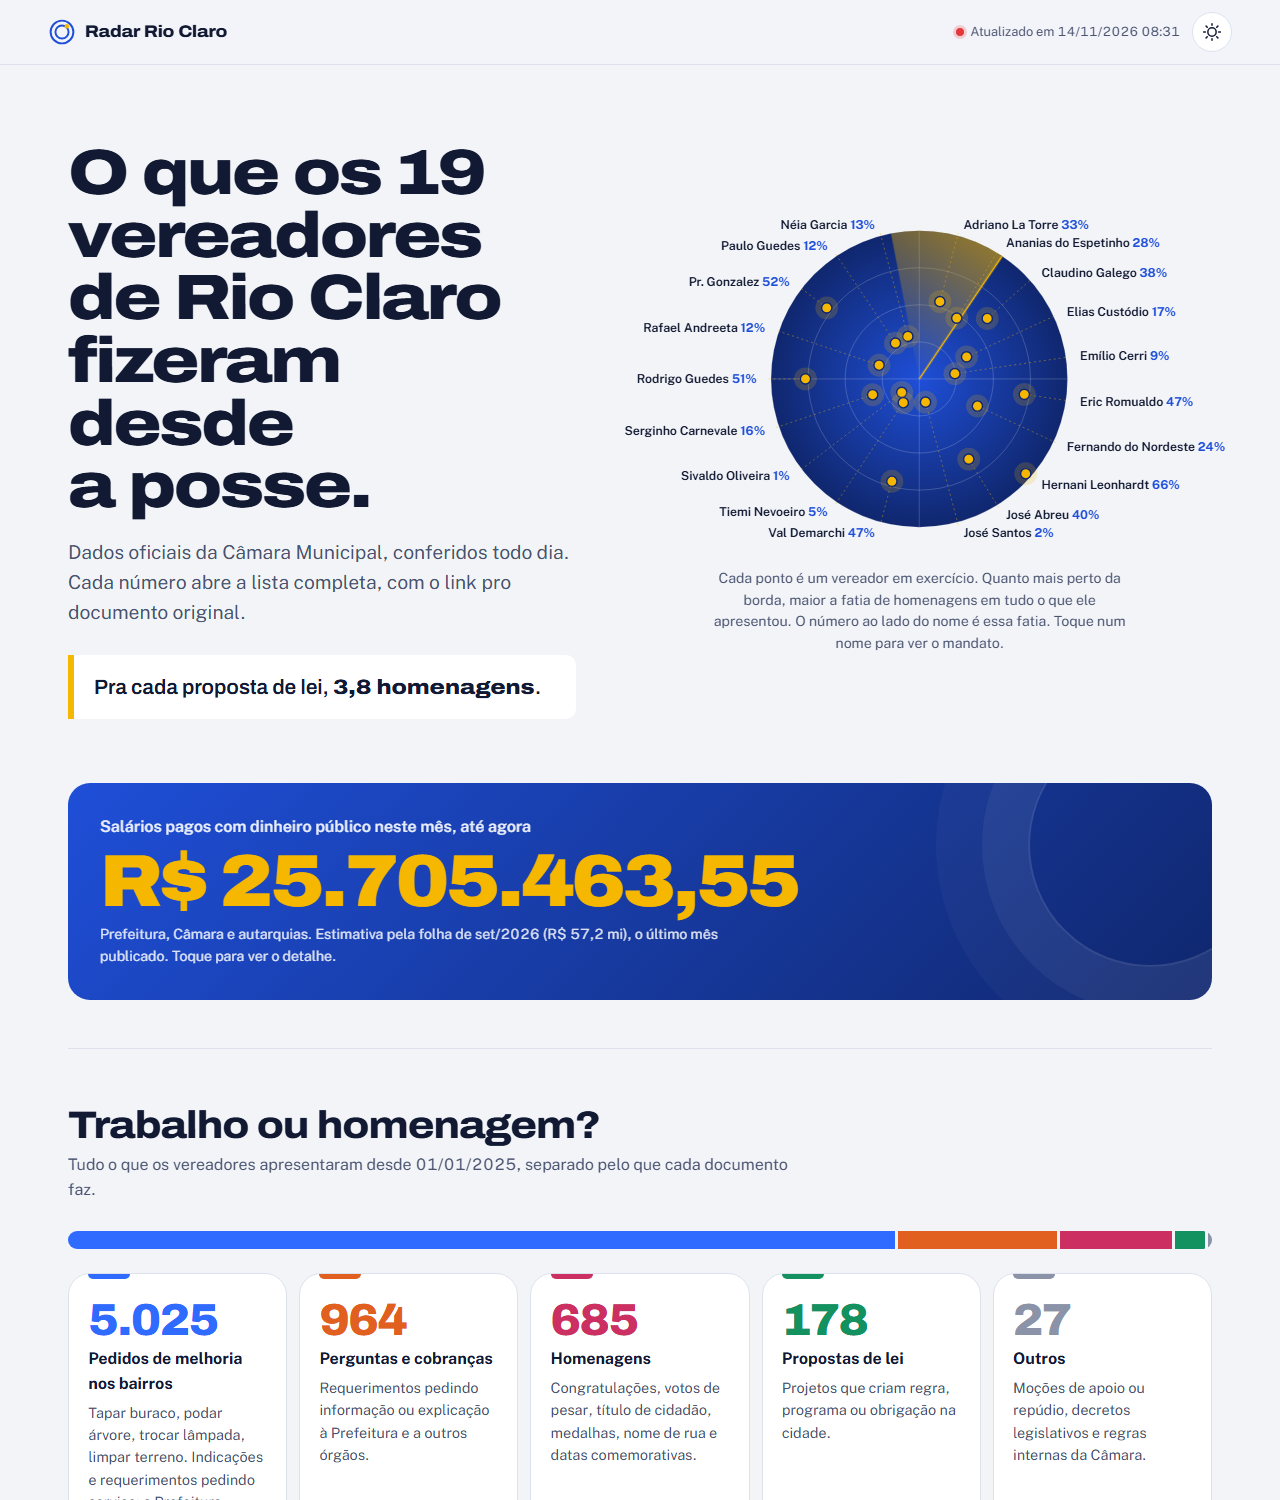 Radar Rio Claro
Atualizado em 14/11/2026 08:31
O que os 19
vereadores
de Rio Claro
fizeram
desde
a posse.
Dados oficiais da Câmara Municipal, conferidos todo dia.
Cada número abre a lista completa, com o link pro
documento original.
Pra cada proposta de lei, 3,8 homenagens.
Néia Garcia 13%
Adriano La Torre 33%
Paulo Guedes 12%
Ananias do Espetinho 28%
Pr. Gonzalez 52%
Claudino Galego 38%
Rafael Andreeta 12%
Elias Custódio 17%
Rodrigo Guedes 51%
Emílio Cerri 9%
Serginho Carnevale 16%
Eric Romualdo 47%
Sivaldo Oliveira 1%
Fernando do Nordeste 24%
Tiemi Nevoeiro 5%
Hernani Leonhardt 66%
Val Demarchi 47%
José Abreu 40%
José Santos 2%
Cada ponto é um vereador em exercício. Quanto mais perto da
borda, maior a fatia de homenagens em tudo o que ele
apresentou. O número ao lado do nome é essa fatia. Toque num
nome para ver o mandato.
Salários pagos com dinheiro público neste mês, até agora
R$ 25.705.463,55
Prefeitura, Câmara e autarquias. Estimativa pela folha de set/2026 (R$ 57,2 mi), o último mês
publicado. Toque para ver o detalhe.
Trabalho ou homenagem?
Tudo o que os vereadores apresentaram desde 01/01/2025, separado pelo que cada documento
faz.
5.025
Pedidos de melhoria
nos bairros
Tapar buraco, podar
árvore, trocar lâmpada,
limpar terreno. Indicações
e requerimentos pedindo
964
Perguntas e cobranças
Requerimentos pedindo
informação ou explicação
à Prefeitura e a outros
órgãos.
685
Homenagens
Congratulações, votos de
pesar, título de cidadão,
medalhas, nome de rua e
datas comemorativas.
178
Propostas de lei
Projetos que criam regra,
programa ou obrigação na
cidade.
27
Outros
Moções de apoio ou
repúdio, decretos
legislativos e regras
internas da Câmara.